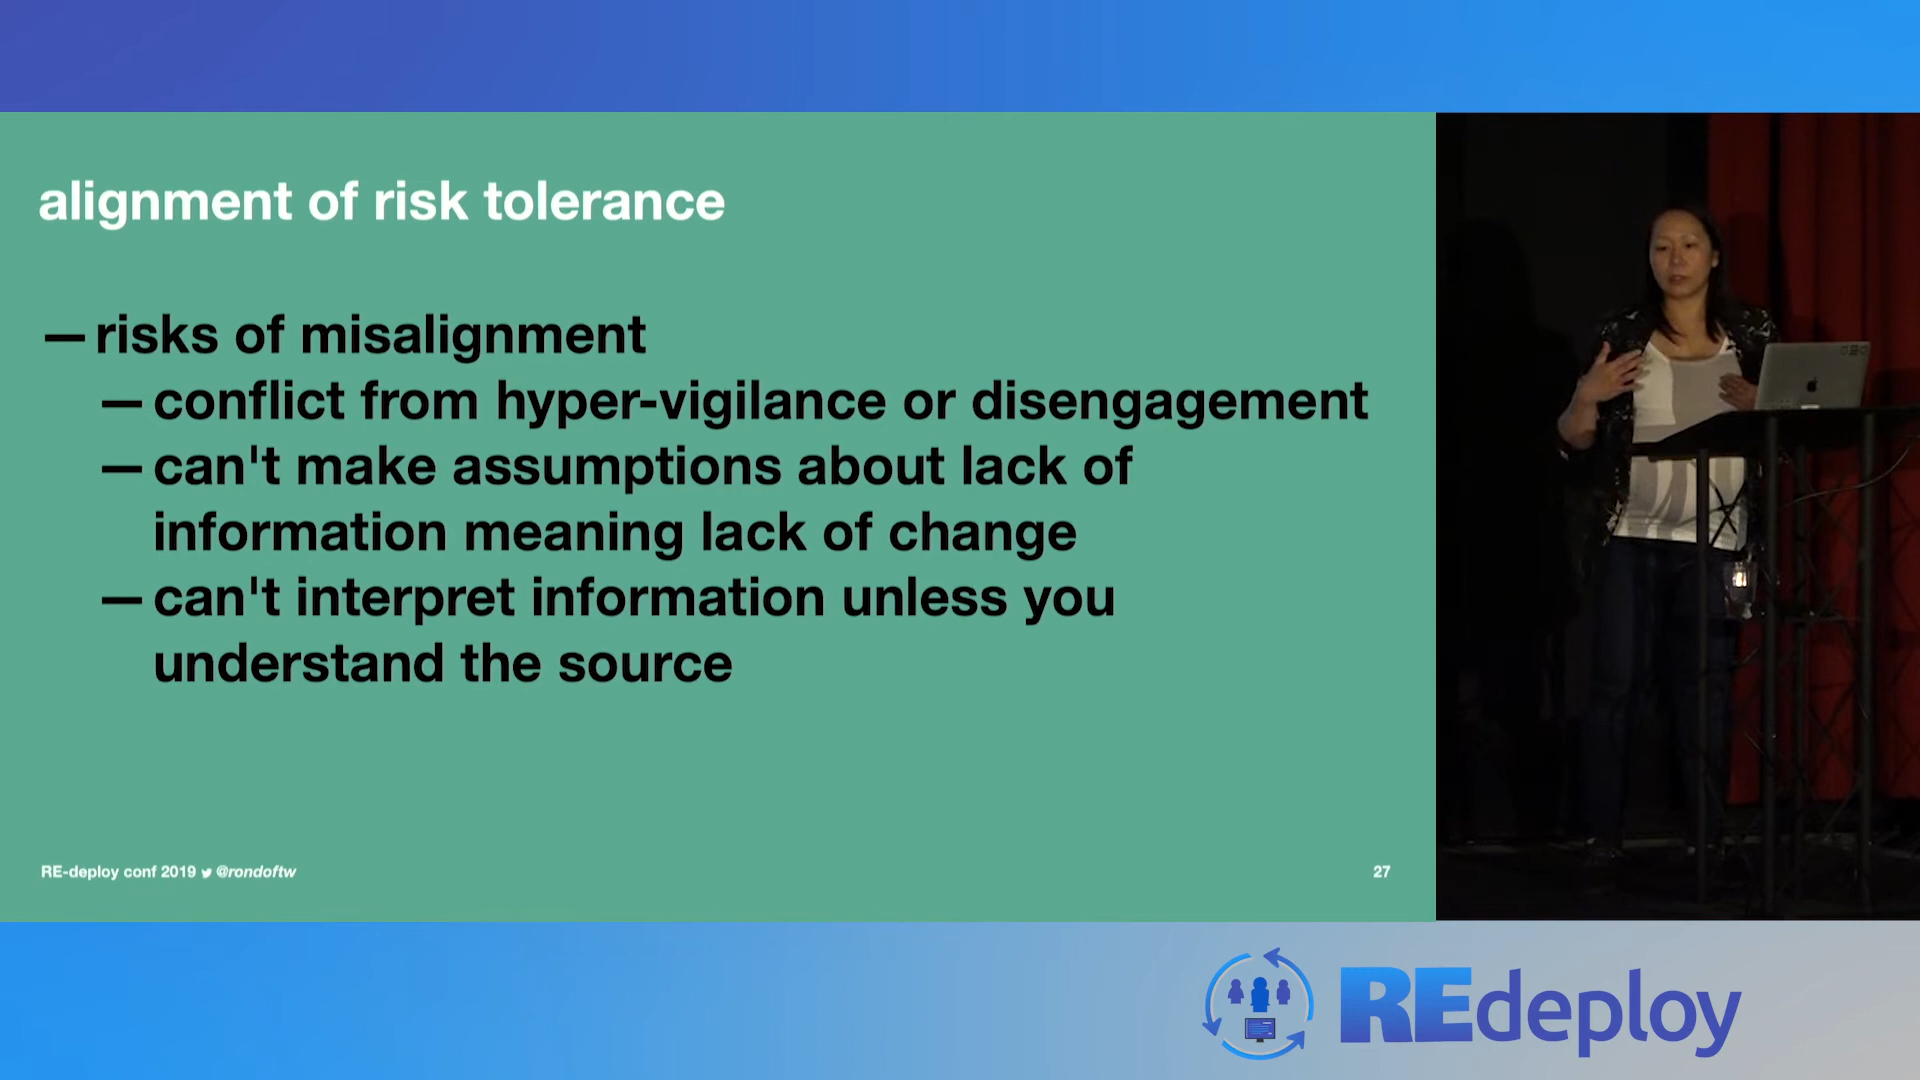 alignment of risk tolerance
— risks of misalignment
— conflict from hyper-vigilance or disengagement
— can't make assumptions about lack of
information meaning lack of change
— can't interpret information unless you
understand the source
RE-deploy conf 2019 @rondoftw
27
REdeploy